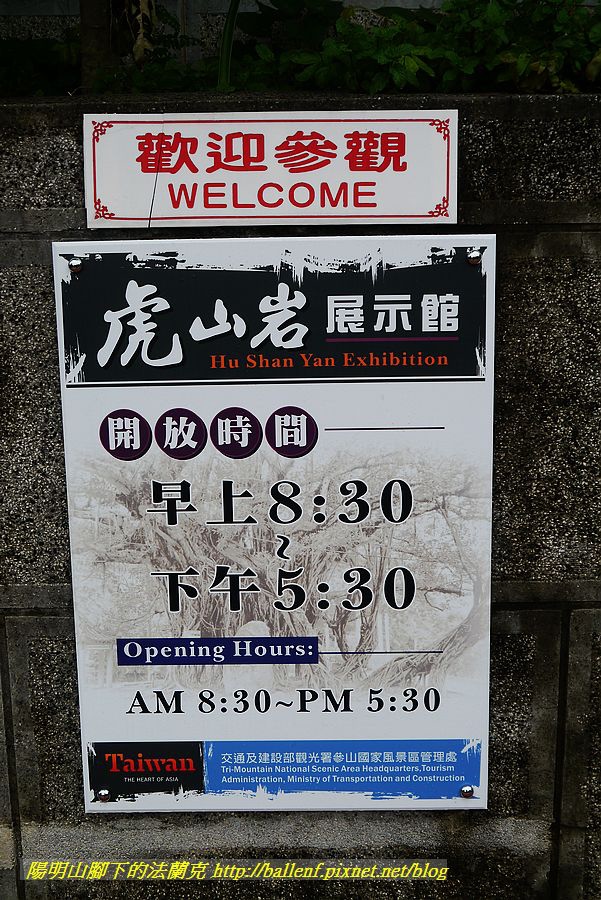 歡迎參觀
WELCOME
虎山岩 展示館
Hu Shan Yan Exhibition
開放時間
早上8:30
~
下午5:30
Opening Hours:
AM 8:30~PM 5:30
Taiwan
THE HEART OF ASIA
交通及建設部觀光署參山國家風景區管理處
Tri-Mountain National Scenic Area Headquarters,Tourism
Administration, Ministry of Transportation and Construction
陽明山腳下的法蘭克 http://ballenf.pixnet.net/blog